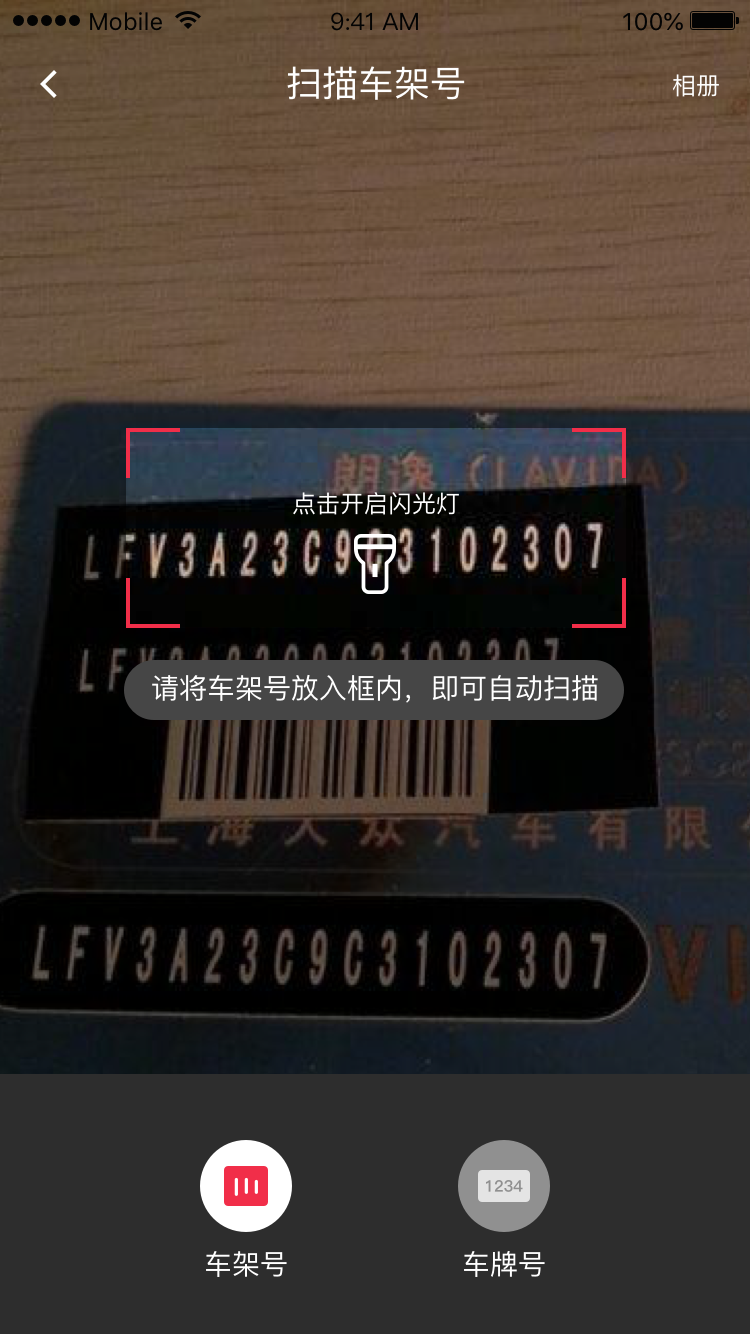 Mobile 9:41 AM 100%
扫描车架号 相册
朗逸（LAVIDA）
点击开启闪光灯
LFV3A23C9C3102307
LFV3A23C9C3102307
请将车架号放入框内，即可自动扫描
上海大众汽车有限
LFV3A23C9C3102307
1234
车架号 车牌号